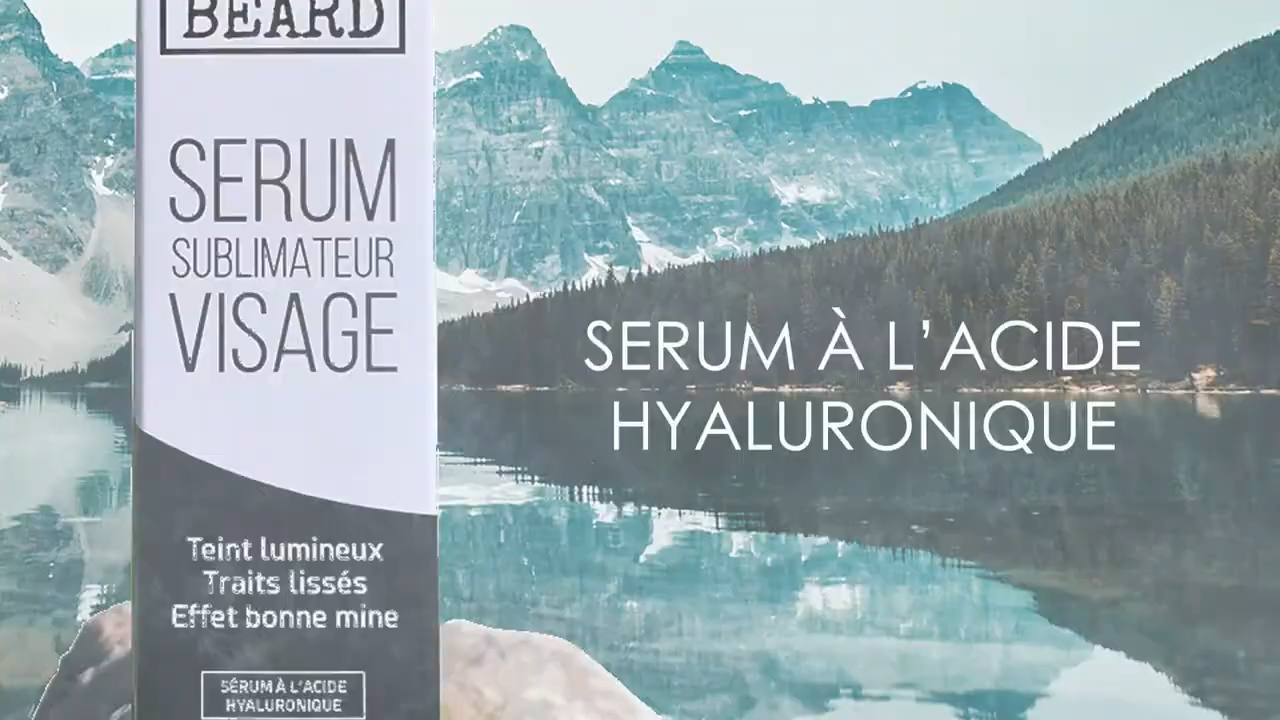 BEARD
SERUM
SUBLIMATEUR
VISAGE
Teint lumineux
Traits lissés
Effet bonne mine
SÉRUM À L'ACIDE
HYALURONIQUE
SERUM À L'ACIDE
HYALURONIQUE